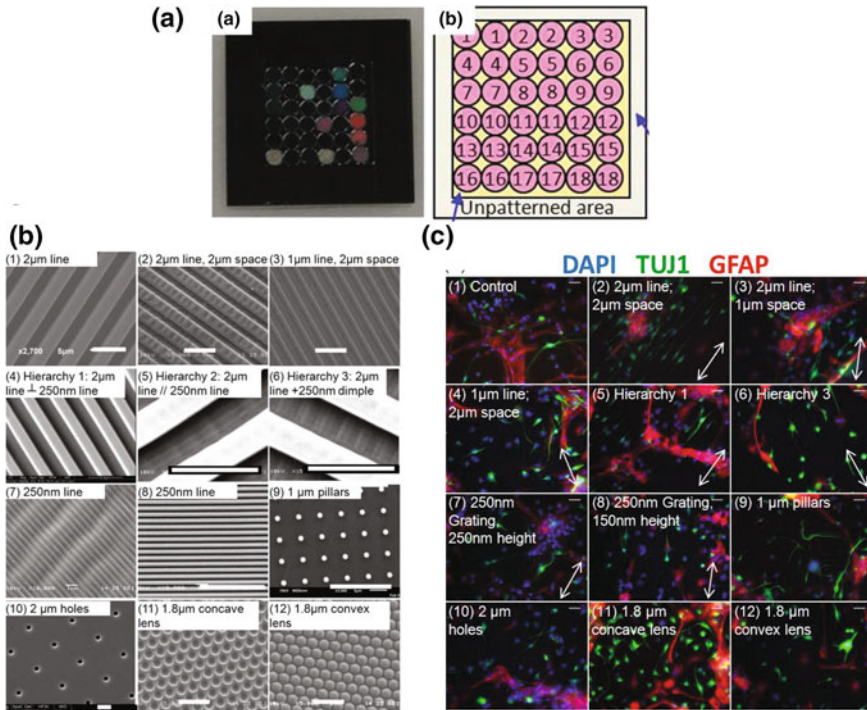 (a)
(a)
(b)
1 1 2 2 3 3
4 4 5 5 6 6
7 7 8 8 9 9
10 10 11 11 12 12
13 13 14 14 15 15
16 16 17 17 18 18
Unpatterned area
(b)
(1) 2µm line
(2) 2µm line, 2µm space
(3) 1µm line, 2µm space
x2,700 5µm
(4) Hierarchy 1: 2µm
line ⊥ 250nm line
(5) Hierarchy 2: 2µm
line // 250nm line
(6) Hierarchy 3: 2µm
line +250nm dimple
(7) 250nm line
(8) 250nm line
(9) 1 µm pillars
(10) 2 µm holes
(11) 1.8µm concave
lens
(12) 1.8µm convex
lens
(c)
DAPI TUJ1 GFAP
(1) Control
(2) 2µm line;
2µm space
(3) 2µm line;
1µm space
(4) 1µm line;
2µm space
(5) Hierarchy 1
(6) Hierarchy 3
(7) 250nm
Grating,
250nm height
(8) 250nm Grating,
150nm height
(9) 1 µm pillars
(10) 2 µm
holes
(11) 1.8 µm
concave lens
(12) 1.8 µm
convex lens